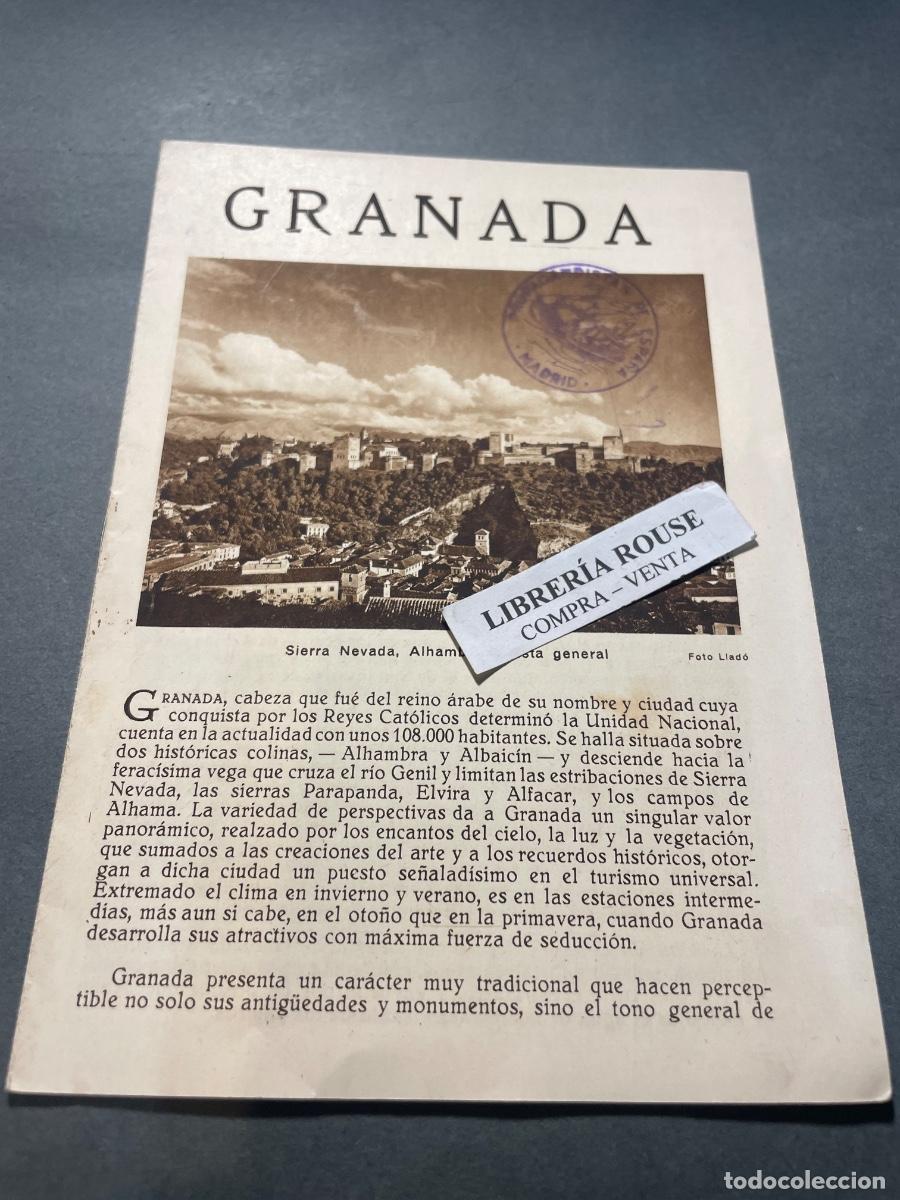 GRANADA
ESPAÑA
MADRID
LIBRERÍA ROUSE
COMPRA – VENTA
Sierra Nevada, Alhamb
general
Foto Lladó
GRANADA, cabeza que fué del reino árabe de su nombre y ciudad cuya
conquista por los Reyes Católicos determinó la Unidad Nacional,
cuenta en la actualidad con unos 108.000 habitantes. Se halla situada sobre
dos históricas colinas, — Alhambra y Albaicín — y desciende hacia la
feracísima vega que cruza el río Genil y limitan las estribaciones de Sierra
Nevada, las sierras Parapanda, Elvira y Alfacar, y los campos de
Alhama. La variedad de perspectivas da a Granada un singular valor
panorámico, realzado por los encantos del cielo, la luz y la vegetación,
que sumados a las creaciones del arte y a los recuerdos históricos, otor-
gan a dicha ciudad un puesto señaladísimo en el turismo universal.
Extremado el clima en invierno y verano, es en las estaciones interme-
dias, más aun si cabe, en el otoño que en la primavera, cuando Granada
desarrolla sus atractivos con máxima fuerza de seducción.
Granada presenta un carácter muy tradicional que hacen percep-
tible no solo sus antigüedades y monumentos, sino el tono general de
todocoleccion